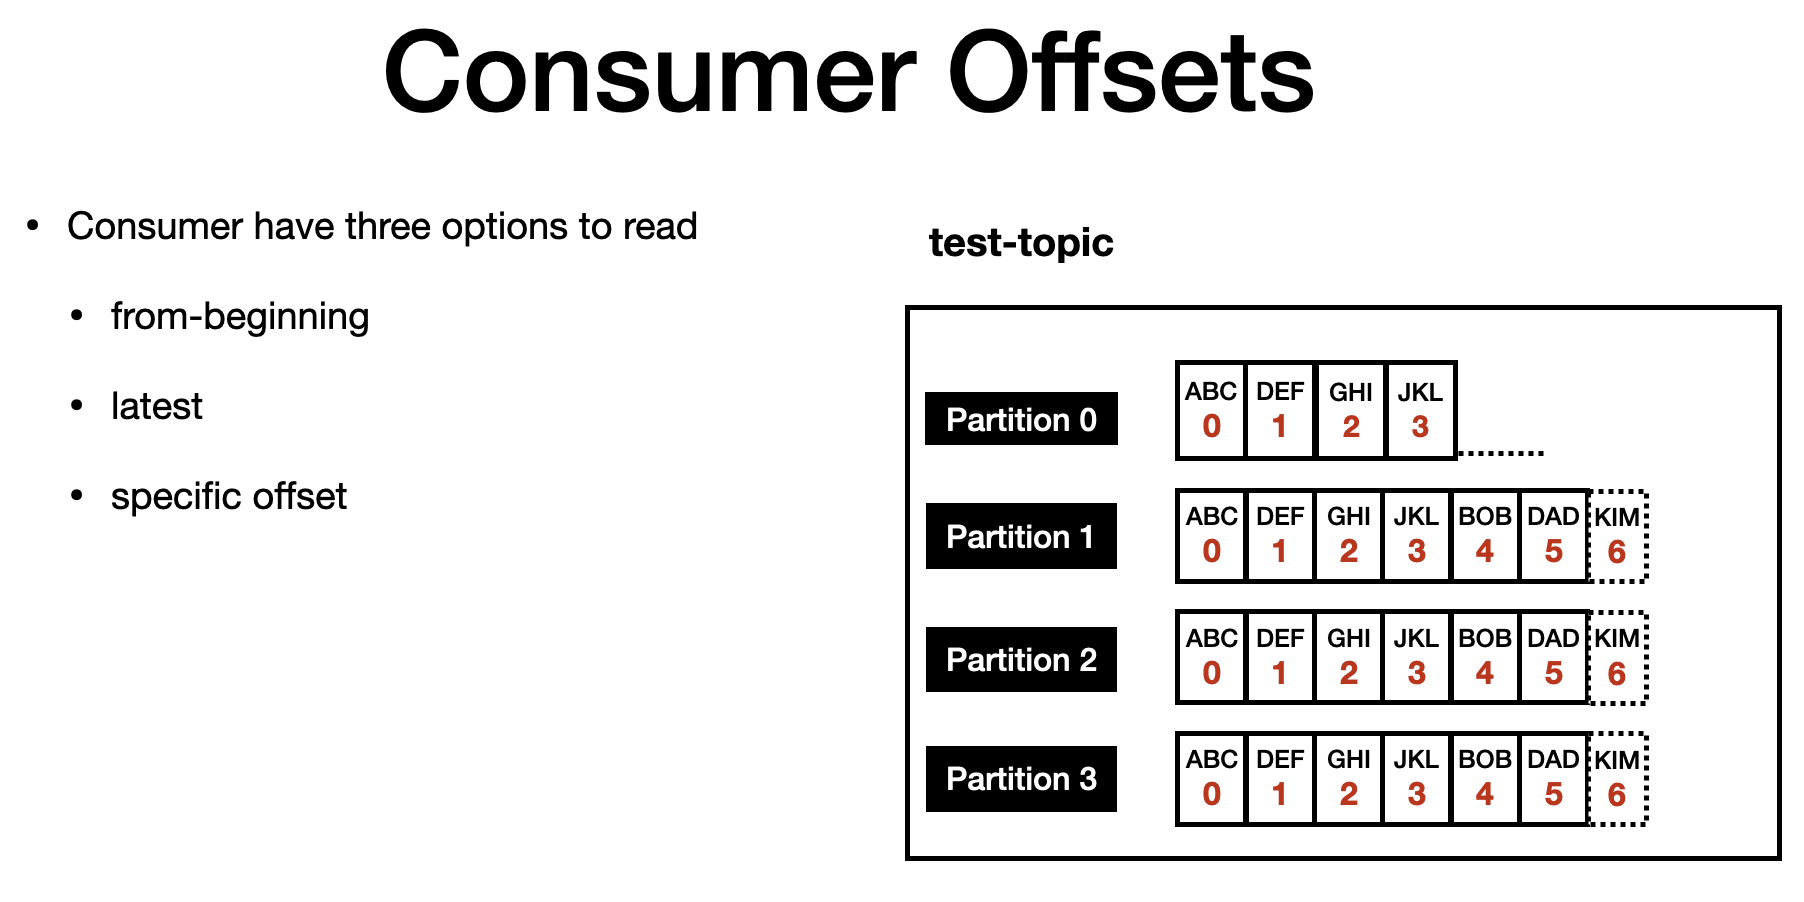 Consumer Offsets
• Consumer have three options to read
• from-beginning
• latest
• specific offset
test-topic
Partition 0
ABC DEF GHI JKL
0 1 2 3
Partition 1
ABC DEF GHI JKL BOB DAD KIM
0 1 2 3 4 5 6
Partition 2
ABC DEF GHI JKL BOB DAD KIM
0 1 2 3 4 5 6
Partition 3
ABC DEF GHI JKL BOB DAD KIM
0 1 2 3 4 5 6